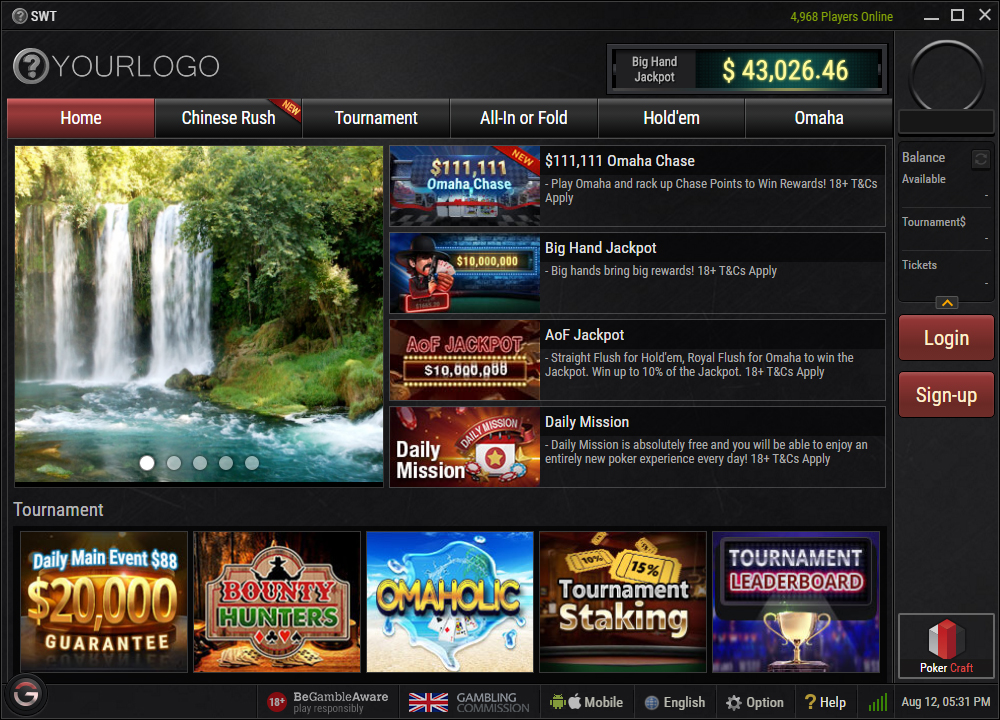 SWT
4,968 Players Online
YOURLOGO
Big Hand
Jackpot
$ 43,026.46
Home
Chinese Rush
NEW
Tournament
All-In or Fold
Hold'em
Omaha
$111,111
Omaha Chase
NEW
$111,111 Omaha Chase
- Play Omaha and rack up Chase Points to Win Rewards! 18+ T&Cs
Apply
$10,000,000
Big Hand Jackpot
- Big hands bring big rewards! 18+ T&Cs Apply
AoF JACKPOT
$10,000,000
AoF Jackpot
- Straight Flush for Hold'em, Royal Flush for Omaha to win the
Jackpot. Win up to 10% of the Jackpot. 18+ T&Cs Apply
DAILY MISSION
Daily
Mission
Daily Mission
- Daily Mission is absolutely free and you will be able to enjoy an
entirely new poker experience every day! 18+ T&Cs Apply
Balance
Available
-
Tournament$
-
Tickets
-
Login
Sign-up
Tournament
Daily Main Event $88
$20,000
GUARANTEE
BOUNTY
HUNTERS
OMAHOLIC
10%
15%
Tournament
Staking
TOURNAMENT
LEADERBOARD
Poker Craft
18+
BeGambleAware
play responsibly
GAMBLING
COMMISSION
Mobile
English
Option
? Help
Aug 12, 05:31 PM